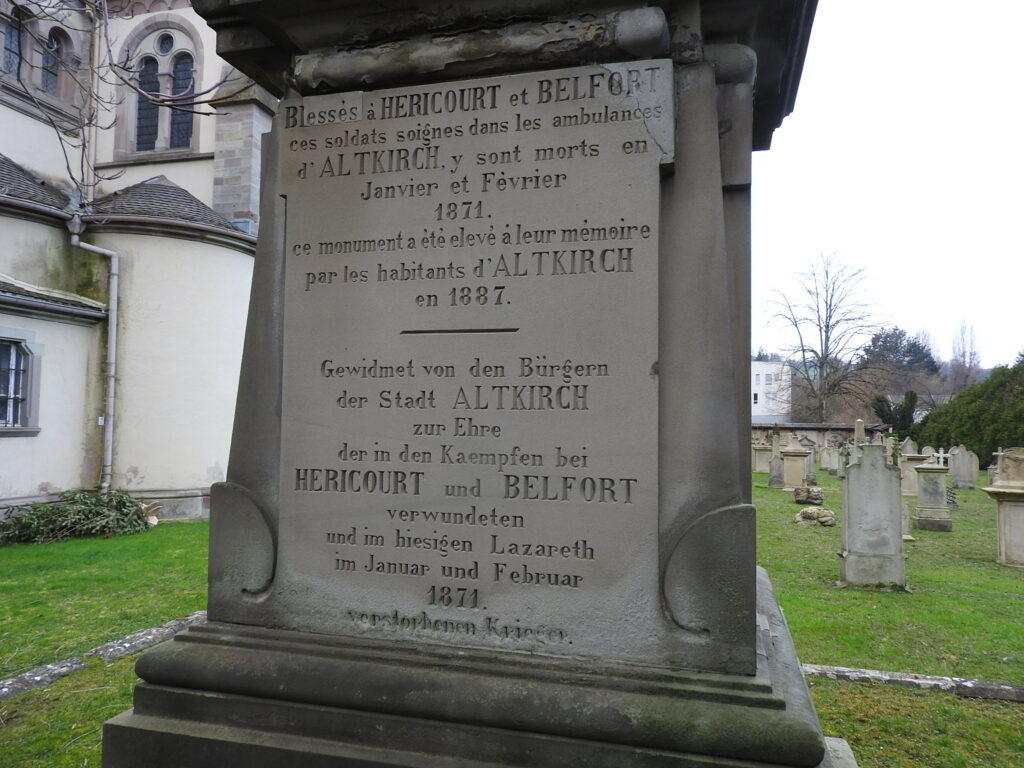 Blessés à HERICOURT et BELFORT
ces soldats soignes dans les ambulances
d'ALTKIRCH, y sont morts en
Janvier et Février
1871.
ce monument a été elevé à leur mémoire
par les habitants d'ALTKIRCH
en 1887.
Gewidmet von den Bürgern
der Stadt ALTKIRCH
zur Ehre
der in den Kaempfen bei
HERICOURT und BELFORT
verwundeten
und im hiesigen Lazareth
im Januar und Februar
1871.
verstorbenen Krieger.